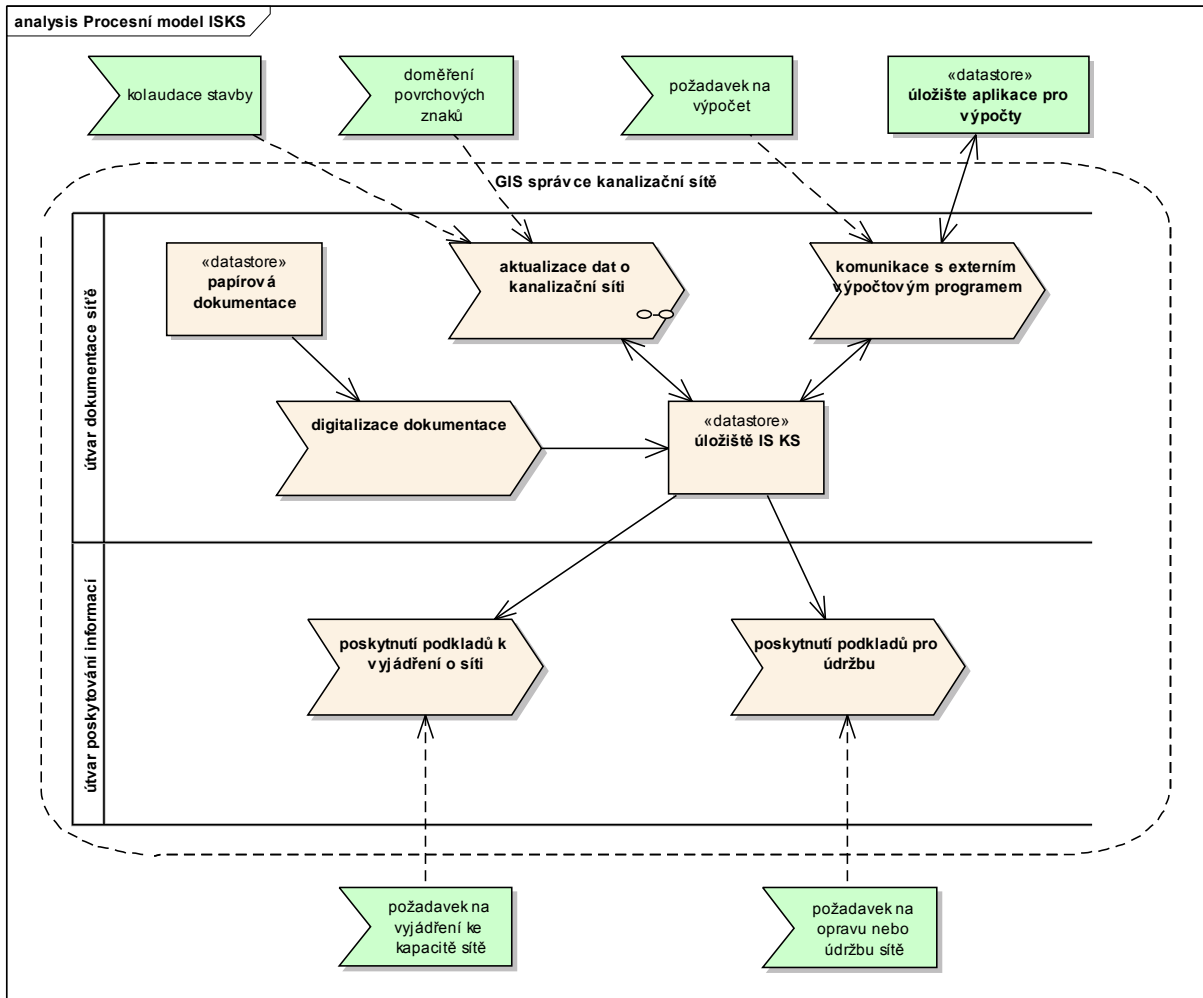 analysis Procesní model ISKS
kolaudace stavby
doměření
povrchových
znaků
požadavek na
výpočet
«datastore»
úložište aplikace pro
výpočty
GIS správce kanalizační sítě
útvar dokumentace síťě
«datastore»
papírová
dokumentace
aktualizace dat o
kanalizační síti
komunikace s externím
výpočtovým programem
digitalizace dokumentace
«datastore»
úložiště IS KS
útvar poskytování informací
poskytnutí podkladů k
vyjádření o síti
poskytnutí podkladů pro
údržbu
požadavek na
vyjádření ke
kapacitě sítě
požadavek na
opravu nebo
údržbu sítě